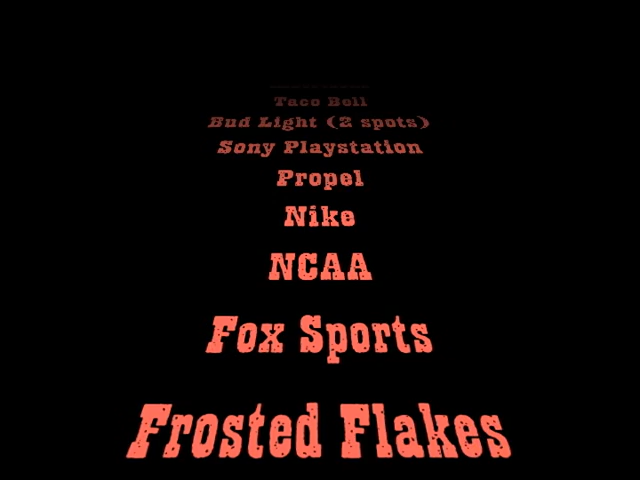 Taco Bell
Bud Light (2 spots)
Sony Playstation
Propel
Nike
NCAA
Fox Sports
Frosted Flakes